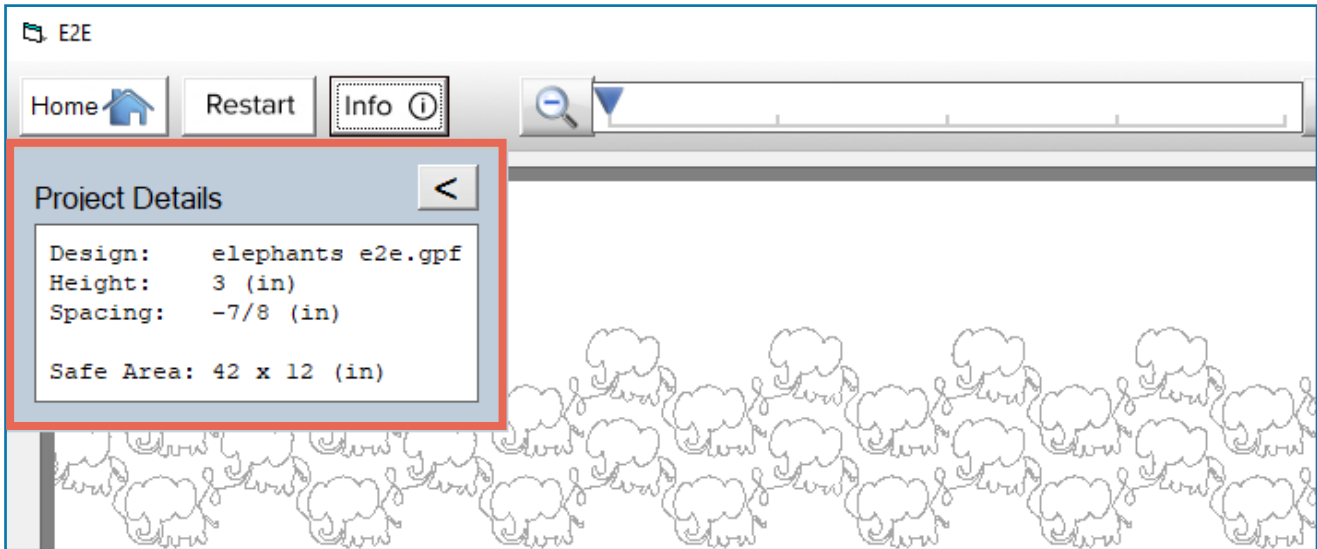 E2E
Home Restart Info
Project Details <
Design: elephants e2e.gpf
Height: 3 (in)
Spacing: -7/8 (in)
Safe Area: 42 x 12 (in)